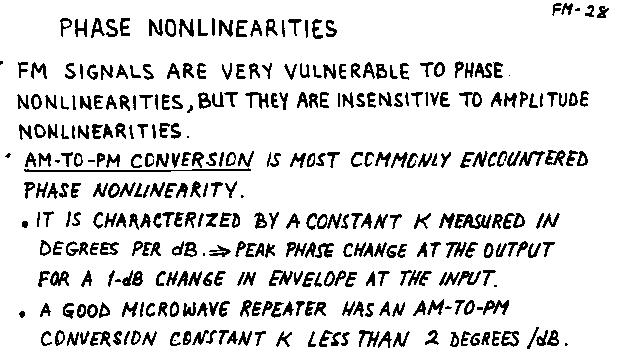 FM-28
PHASE NONLINEARITIES
• FM SIGNALS ARE VERY VULNERABLE TO PHASE
NONLINEARITIES, BUT THEY ARE INSENSITIVE TO AMPLITUDE
NONLINEARITIES.
• AM-TO-PM CONVERSION IS MOST COMMONLY ENCOUNTERED
PHASE NONLINEARITY.
• IT IS CHARACTERIZED BY A CONSTANT K MEASURED IN
DEGREES PER dB. ⇒ PEAK PHASE CHANGE AT THE OUTPUT
FOR A 1-dB CHANGE IN ENVELOPE AT THE INPUT.
• A GOOD MICROWAVE REPEATER HAS AN AM-TO-PM
CONVERSION CONSTANT K LESS THAN 2 DEGREES /dB.